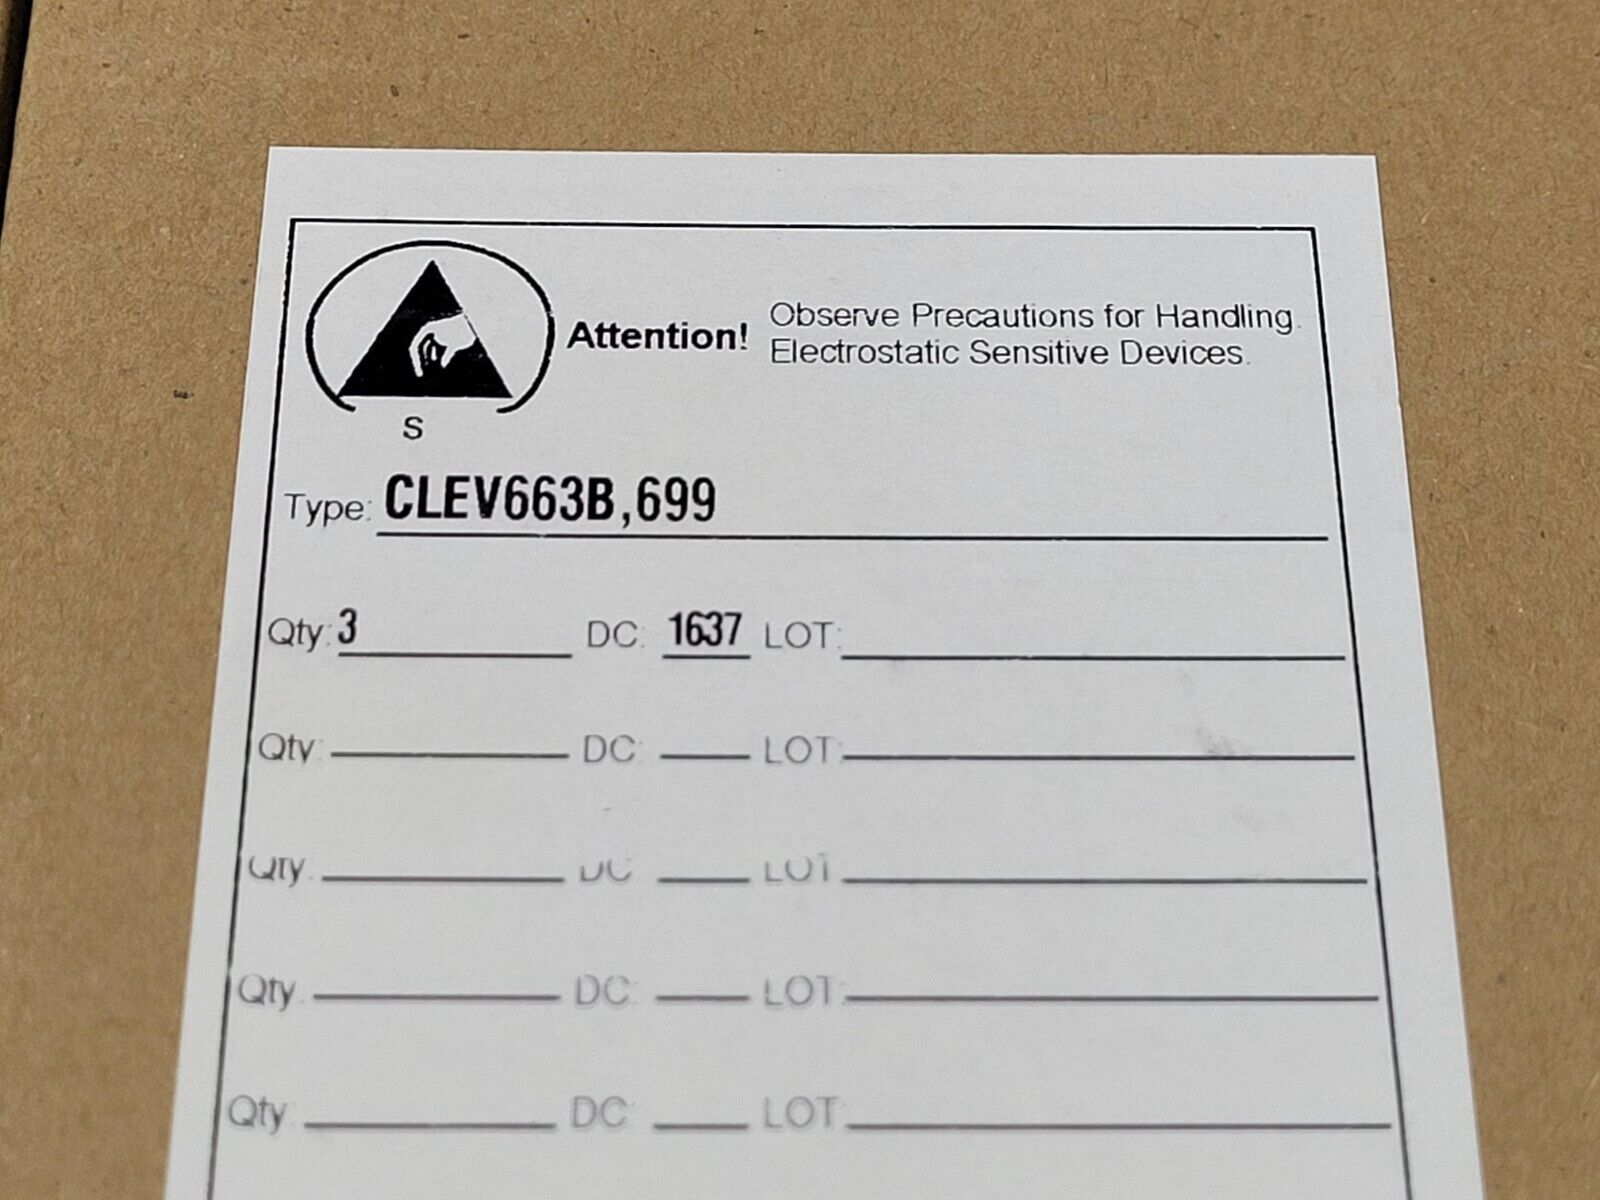 Attention! Observe Precautions for Handling
Electrostatic Sensitive Devices.
S
Type: CLEV663B,699
Qty: 3 DC: 1637 LOT:
Qty: DC: LOT:
Qty. DC LOT
Qty. DC: LOT:
Qty: DC: LOT: